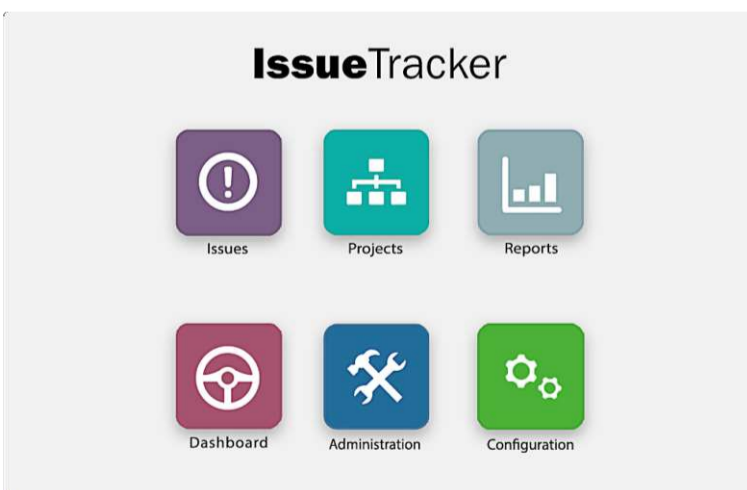 IssueTracker
Issues
Projects
Reports
Dashboard
Administration
Configuration